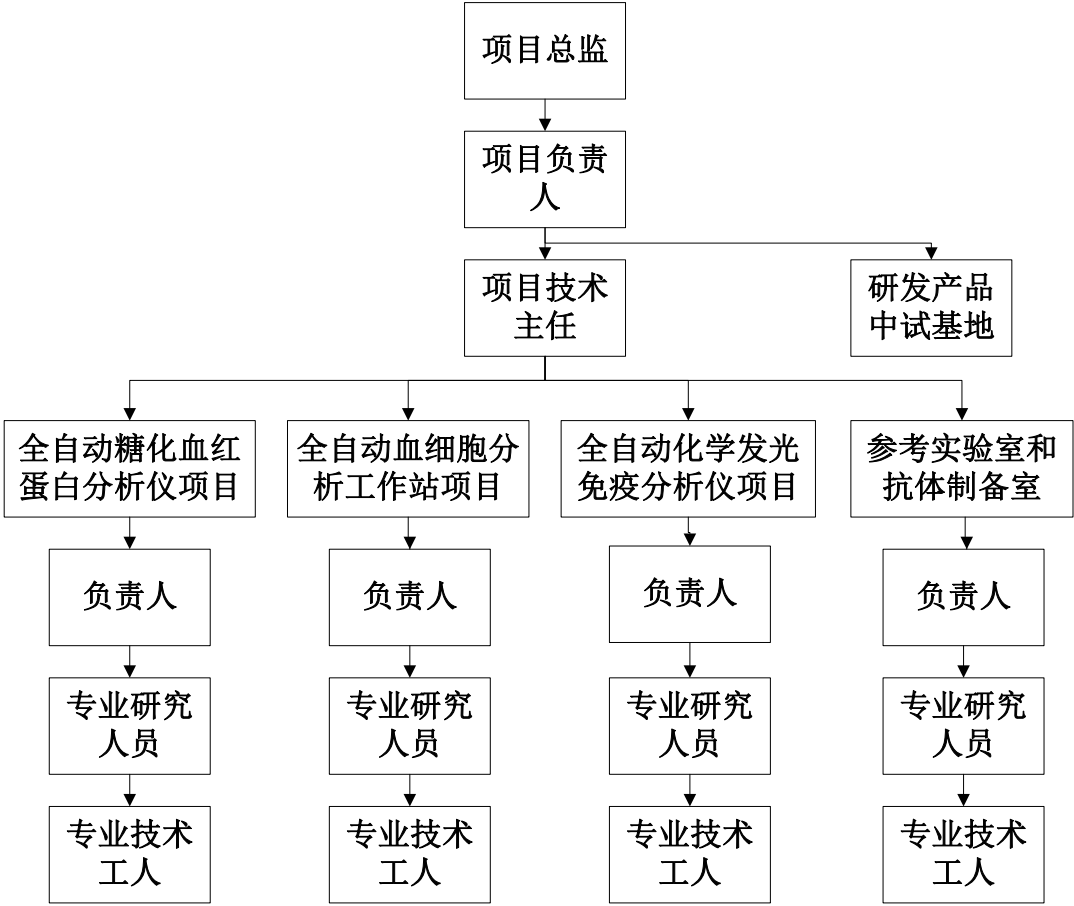 项目总监
项目负责
人
项目技术
主任
研发产品
中试基地
全自动糖化血红
蛋白分析仪项目
全自动血细胞分
析工作站项目
全自动化学发光
免疫分析仪项目
参考实验室和
抗体制备室
负责人
负责人
负责人
负责人
专业研究
人员
专业研究
人员
专业研究
人员
专业研究
人员
专业技术
工人
专业技术
工人
专业技术
工人
专业技术
工人